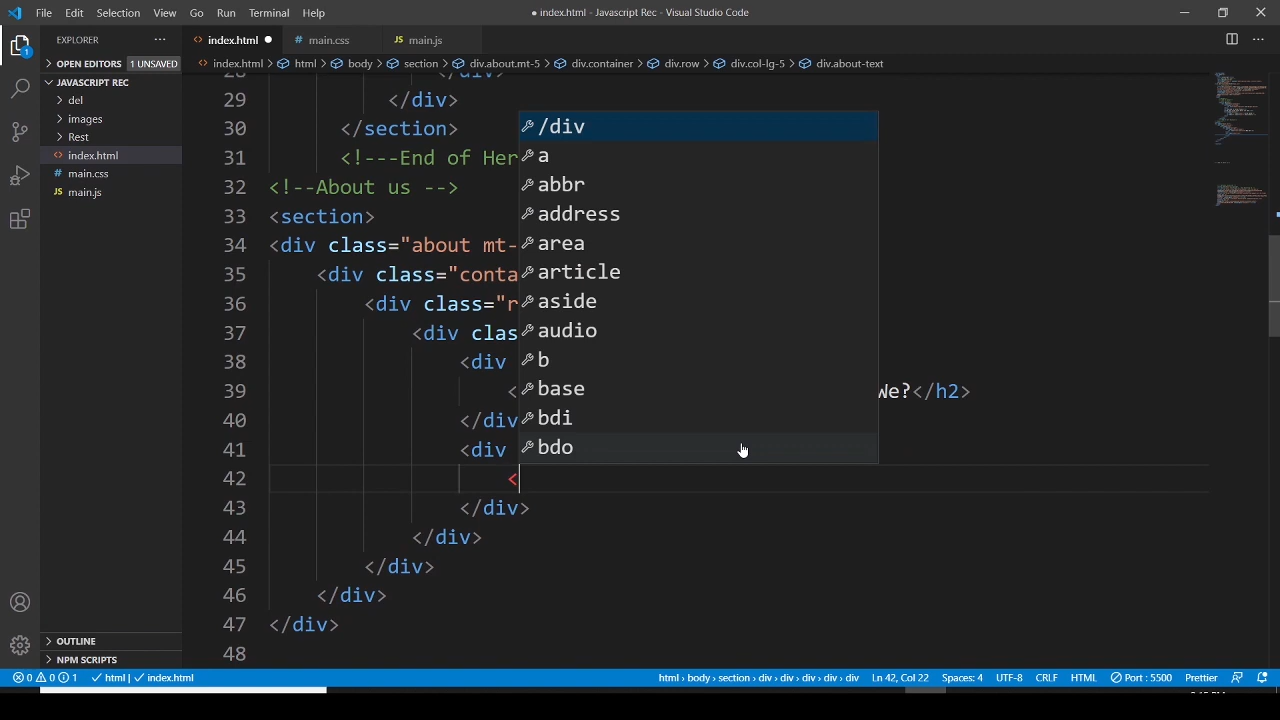 File Edit Selection View Go Run Terminal Help
● index.html - Javascript Rec - Visual Studio Code
EXPLORER
index.html
main.css
JS main.js
OPEN EDITORS 1 UNSAVED
index.html > html > body > section > div.about.mt-5 > div.container > div.row > div.col-lg-5 > div.about-text
JAVASCRIPT REC
del
images
Rest
index.html
main.css
JS main.js
OUTLINE
NPM SCRIPTS
28 </div>
29 </div>
30 </section>
31 <!---End of Her
32 <!--About us -->
33 <section>
34 <div class="about mt-
35 <div class="conta
36 <div class="r
37 <div clas
38 <div
39 < We?</h2>
40 </div
41 <div
42 <
43 </div>
44 </div>
45 </div>
46 </div>
47 </div>
48
/div
a
abbr
address
area
article
aside
audio
b
base
bdi
bdo
1
0 0 1 html | index.html
html > body > section > div > div > div > div > div Ln 42, Col 22 Spaces: 4 UTF-8 CRLF HTML Port : 5500 Prettier